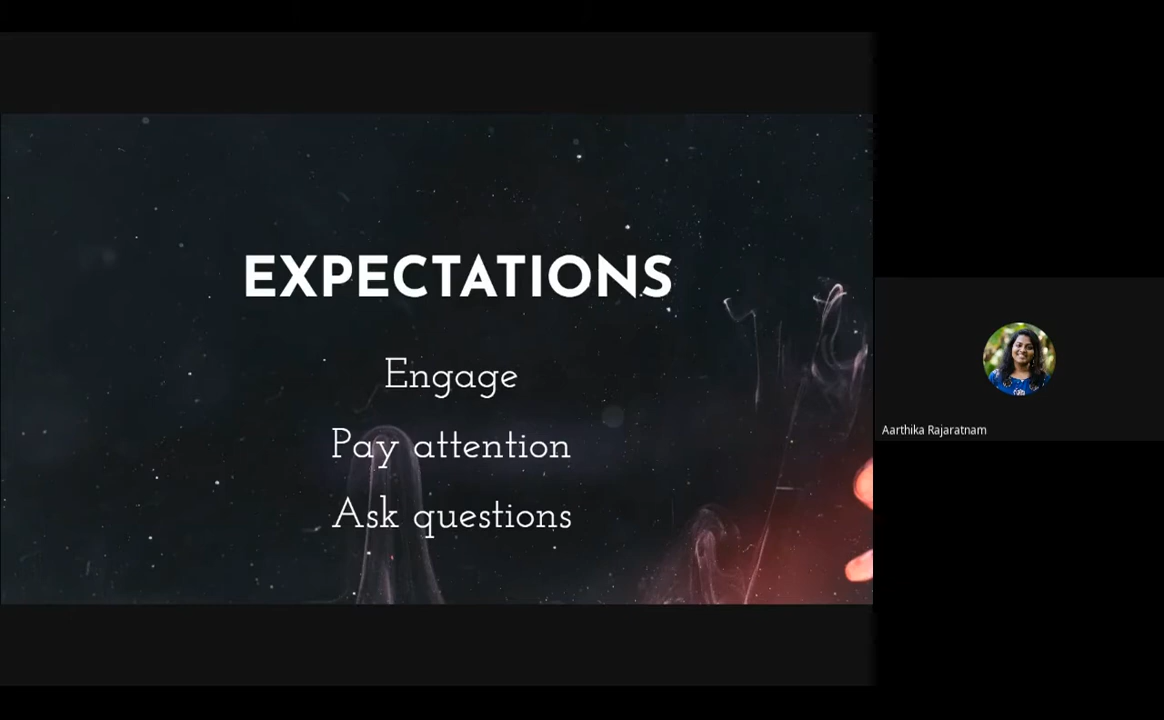 EXPECTATIONS
Engage
Pay attention
Ask questions
Aarthika Rajaratnam